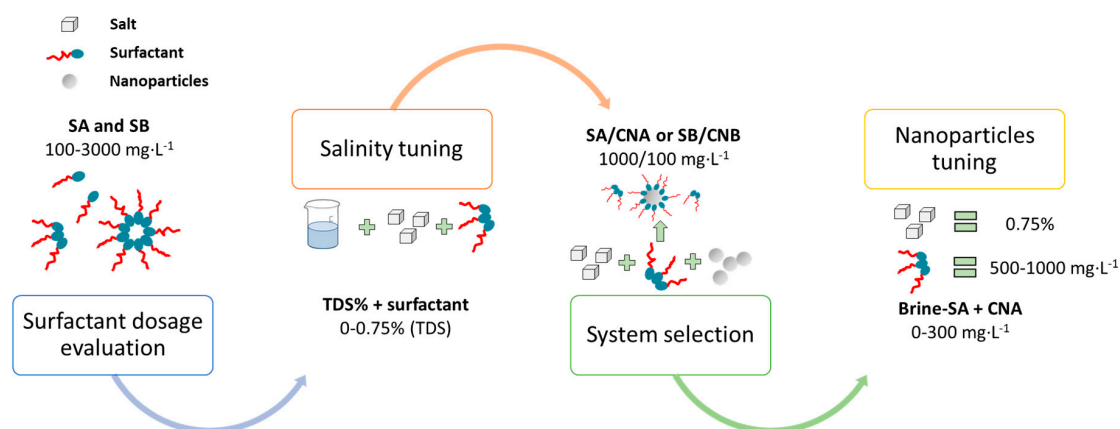 Salt
Surfactant
Nanoparticles
SA and SB
100-3000 mg·L⁻¹
Surfactant dosage
evaluation
Salinity tuning
TDS% + surfactant
0-0.75% (TDS)
SA/CNA or SB/CNB
1000/100 mg·L⁻¹
System selection
Nanoparticles
tuning
0.75%
500-1000 mg·L⁻¹
Brine-SA + CNA
0-300 mg·L⁻¹